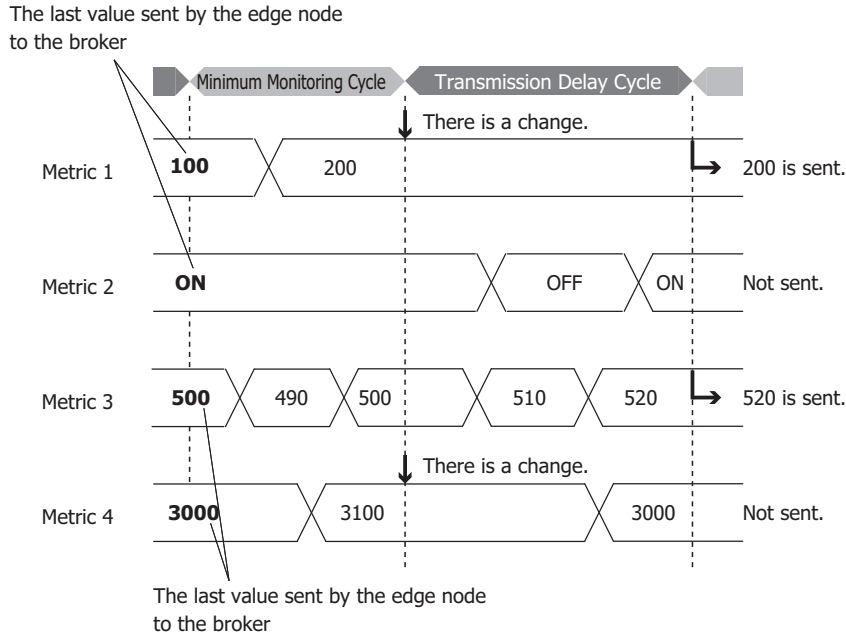 The last value sent by the edge node
to the broker
Minimum Monitoring Cycle
Transmission Delay Cycle
There is a change.
Metric 1
100
200
200 is sent.
Metric 2
ON
OFF
ON
Not sent.
Metric 3
500
490
500
510
520
520 is sent.
There is a change.
Metric 4
3000
3100
3000
Not sent.
The last value sent by the edge node
to the broker